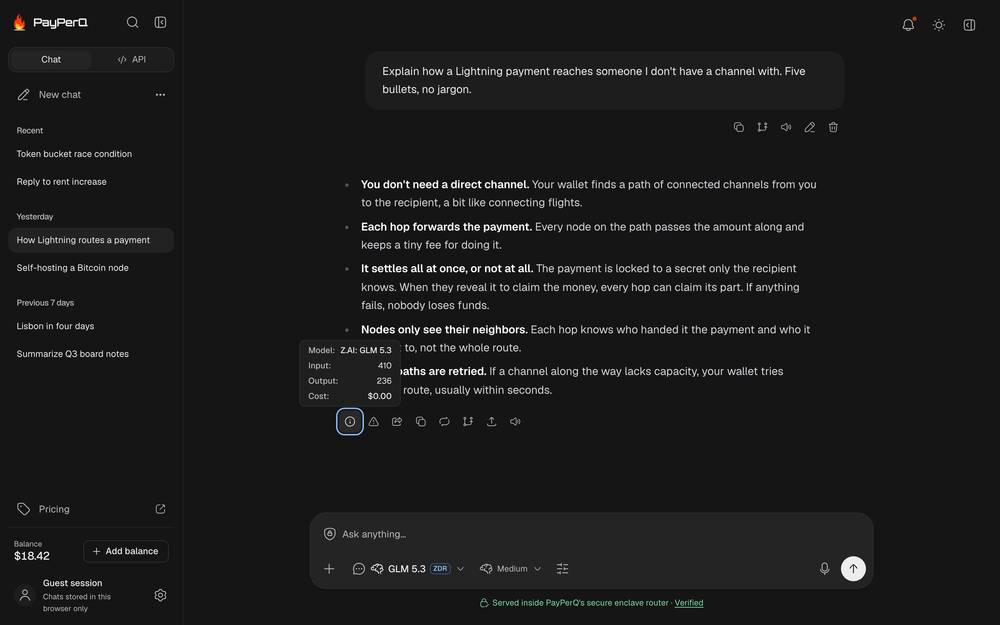 PayPerQ
Chat
API
New chat
Recent
Token bucket race condition
Reply to rent increase
Yesterday
How Lightning routes a payment
Self-hosting a Bitcoin node
Previous 7 days
Lisbon in four days
Summarize Q3 board notes
Pricing
Balance
$18.42
Add balance
Guest session
Chats stored in this
browser only
Explain how a Lightning payment reaches someone I don't have a channel with. Five
bullets, no jargon.
You don't need a direct channel. Your wallet finds a path of connected channels from you
to the recipient, a bit like connecting flights.
Each hop forwards the payment. Every node on the path passes the amount along and
keeps a tiny fee for doing it.
It settles all at once, or not at all. The payment is locked to a secret only the recipient
knows. When they reveal it to claim the money, every hop can claim its part. If anything
fails, nobody loses funds.
Nodes only see their neighbors. Each hop knows who handed it the payment and who it
to, not the whole route.
paths are retried. If a channel along the way lacks capacity, your wallet tries
route, usually within seconds.
Model: Z.AI: GLM 5.3
Input: 410
Output: 236
Cost: $0.00
Ask anything...
GLM 5.3 ZDR
Medium
Served inside PayPerQ's secure enclave router · Verified